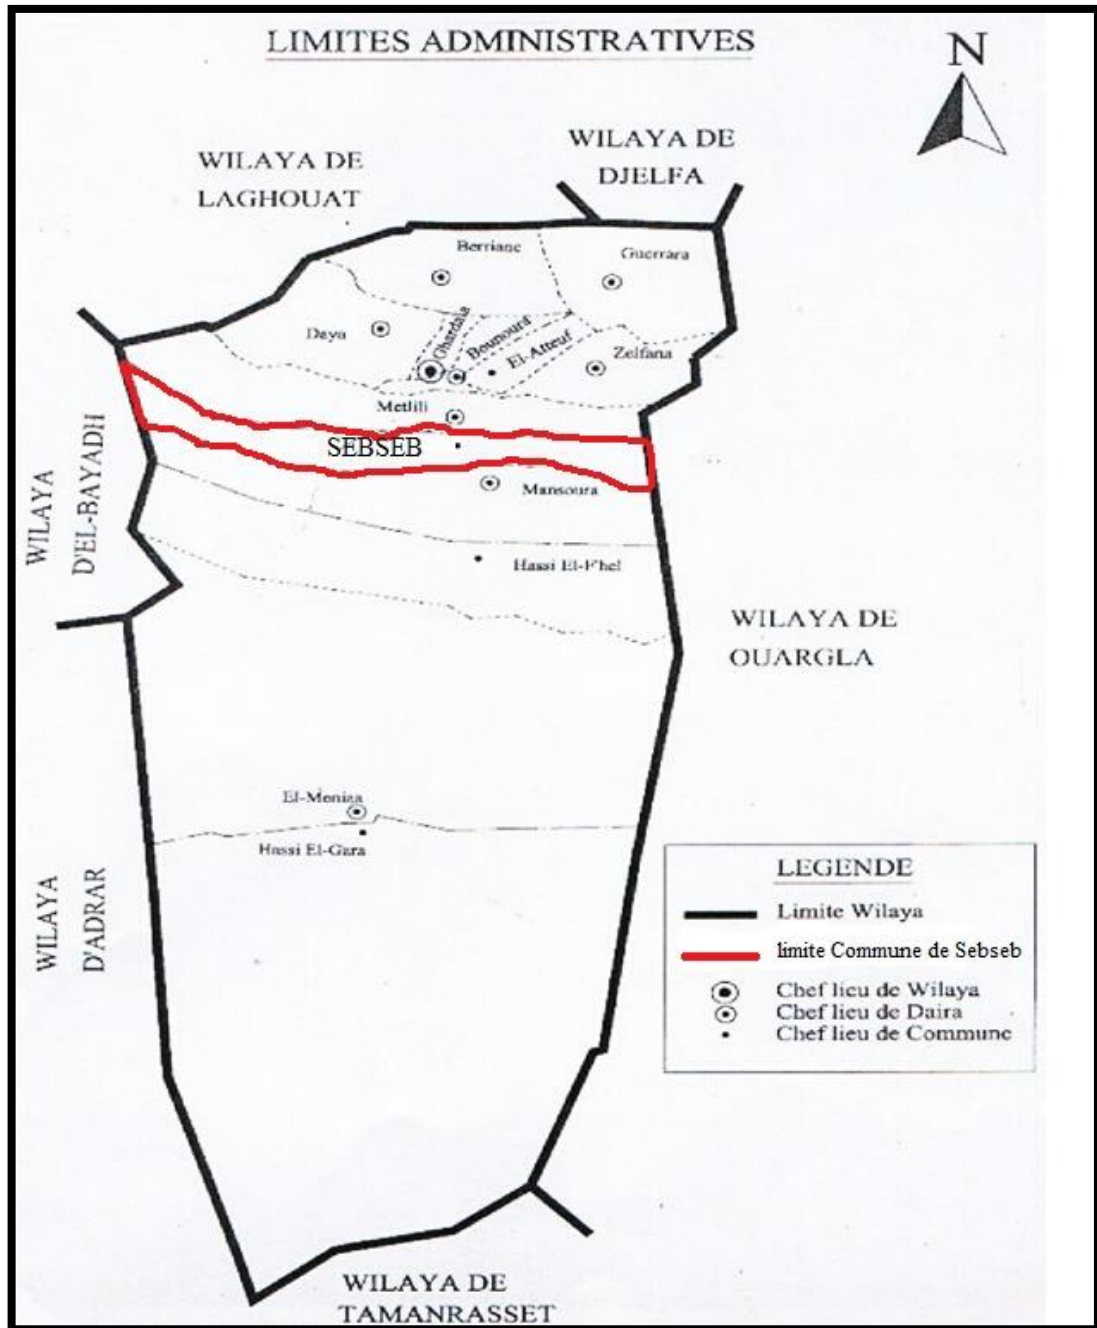 LIMITES ADMINISTRATIVES
N
WILAYA DE
LAGHOUAT
WILAYA DE
DJELFA
Berriane
Guerrara
Daya
Ghardaia
Bounoura
El-Atteuf
Zelfana
Metlili
SEBSEB
Mansoura
Hassi El-F'hel
WILAYA
D'EL-BAYADH
WILAYA DE
OUARGLA
El-Meniaa
Hassi El-Gara
WILAYA
D'ADRAR
LEGENDE
Limite Wilaya
limite Commune de Sebseb
Chef lieu de Wilaya
Chef lieu de Daira
Chef lieu de Commune
WILAYA DE
TAMANRASSET